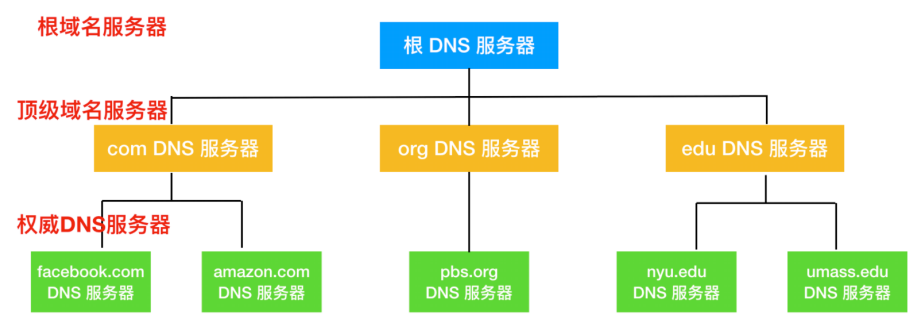 根域名服务器
根 DNS 服务器
顶级域名服务器
com DNS 服务器
org DNS 服务器
edu DNS 服务器
权威DNS服务器
facebook.com
DNS 服务器
amazon.com
DNS 服务器
pbs.org
DNS 服务器
nyu.edu
DNS 服务器
umass.edu
DNS 服务器